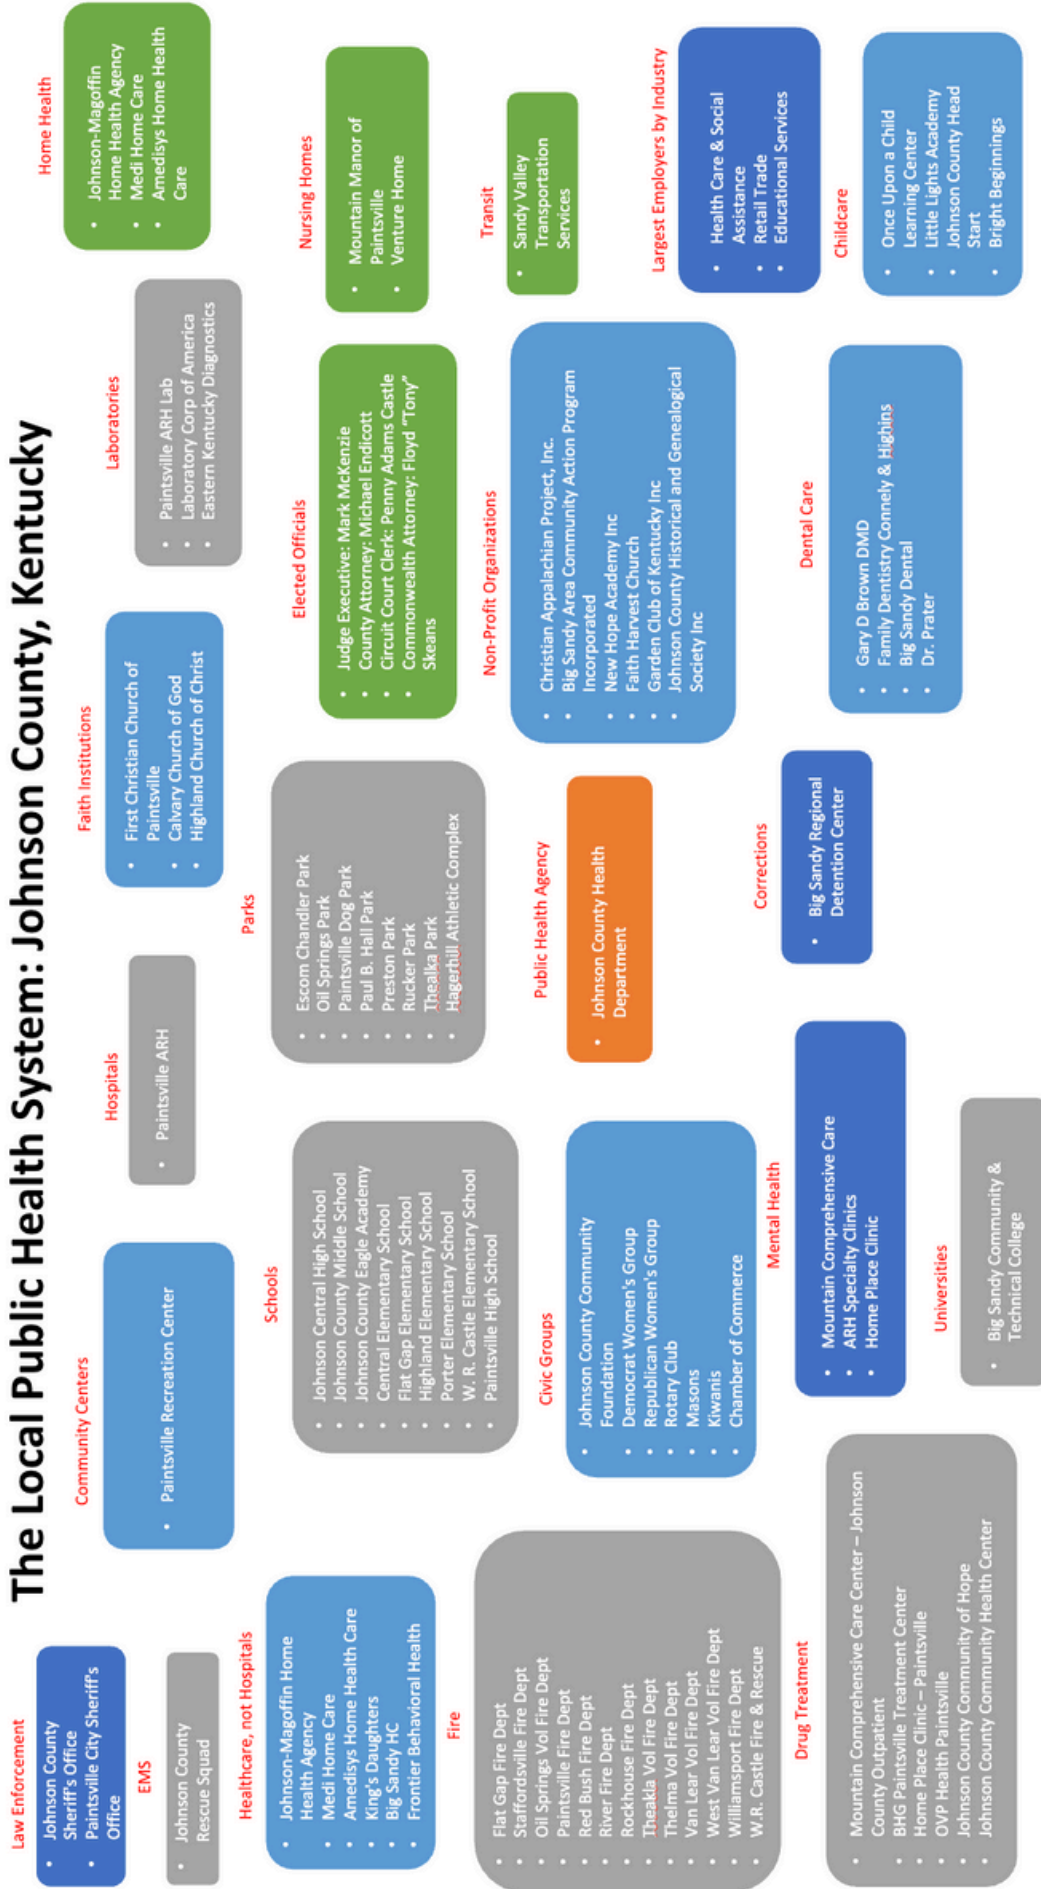 The Local Public Health System: Johnson County, Kentucky
Law Enforcement
• Johnson County
Sheriff's Office
• Paintsville City Sheriff's
Office
EMS
• Johnson County
Rescue Squad
Community Centers
• Paintsville Recreation Center
Hospitals
• Paintsville ARH
Faith Institutions
• First Christian Church of
Paintsville
• Calvary Church of God
• Highland Church of Christ
Laboratories
• Paintsville ARH Lab
• Laboratory Corp of America
• Eastern Kentucky Diagnostics
Home Health
• Johnson-Magoffin
Home Health Agency
• Medi Home Care
• Amedisys Home Health
Care
Healthcare, not Hospitals
• Johnson-Magoffin Home
Health Agency
• Medi Home Care
• Amedisys Home Health Care
• King's Daughters
• Big Sandy HC
• Frontier Behavioral Health
Schools
• Johnson Central High School
• Johnson County Middle School
• Johnson County Eagle Academy
• Central Elementary School
• Flat Gap Elementary School
• Highland Elementary School
• Porter Elementary School
• W. R. Castle Elementary School
• Paintsville High School
Parks
• Escom Chandler Park
• Oil Springs Park
• Paintsville Dog Park
• Paul B. Hall Park
• Preston Park
• Rucker Park
• Thealka Park
• Hagerhill Athletic Complex
Elected Officials
• Judge Executive: Mark McKenzie
• County Attorney: Michael Endicott
• Circuit Court Clerk: Penny Adams Castle
• Commonwealth Attorney: Floyd "Tony"
Skeans
Nursing Homes
• Mountain Manor of
Paintsville
• Venture Home
Fire
• Flat Gap Fire Dept
• Staffordsville Fire Dept
• Oil Springs Vol Fire Dept
• Paintsville Fire Dept
• Red Bush Fire Dept
• River Fire Dept
• Rockhouse Fire Dept
• Theakla Vol Fire Dept
• Thelma Vol Fire Dept
• Van Lear Vol Fire Dept
• West Van Lear Vol Fire Dept
• Williamsport Fire Dept
• W.R. Castle Fire & Rescue
Civic Groups
• Johnson County Community
Foundation
• Democrat Women's Group
• Republican Women's Group
• Rotary Club
• Masons
• Kiwanis
• Chamber of Commerce
Public Health Agency
• Johnson County Health
Department
Non-Profit Organizations
• Christian Appalachian Project, Inc.
• Big Sandy Area Community Action Program
Incorporated
• New Hope Academy Inc
• Faith Harvest Church
• Garden Club of Kentucky Inc
• Johnson County Historical and Genealogical
Society Inc
Transit
• Sandy Valley
Transportation
Services
Largest Employers by Industry
• Health Care & Social
Assistance
• Retail Trade
• Educational Services
Drug Treatment
• Mountain Comprehensive Care Center – Johnson
County Outpatient
• BHG Paintsville Treatment Center
• Home Place Clinic – Paintsville
• OVP Health Paintsville
• Johnson County Community of Hope
• Johnson County Community Health Center
Mental Health
• Mountain Comprehensive Care
• ARH Specialty Clinics
• Home Place Clinic
Corrections
• Big Sandy Regional
Detention Center
Dental Care
• Gary D Brown DMD
• Family Dentistry Connely & Highins
• Big Sandy Dental
• Dr. Prater
Childcare
• Once Upon a Child
Learning Center
• Little Lights Academy
• Johnson County Head
Start
• Bright Beginnings
Universities
• Big Sandy Community &
Technical College